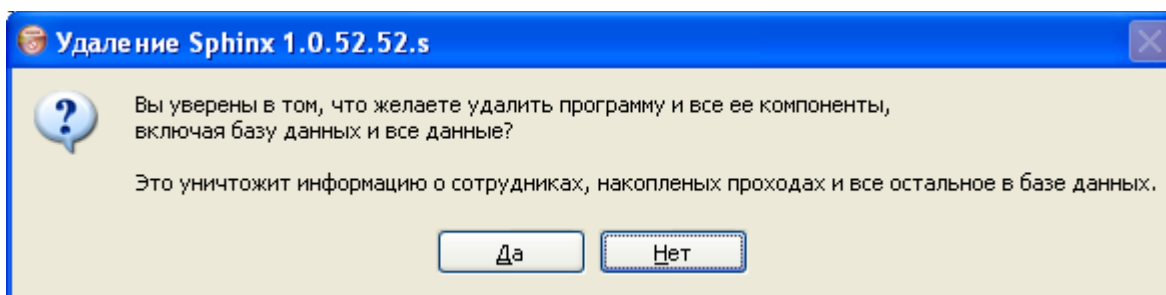 Удаление Sphinx 1.0.52.52.s
Вы уверены в том, что желаете удалить программу и все ее компоненты,
включая базу данных и все данные?
Это уничтожит информацию о сотрудниках, накопленых проходах и все остальное в базе данных.
Да
Нет